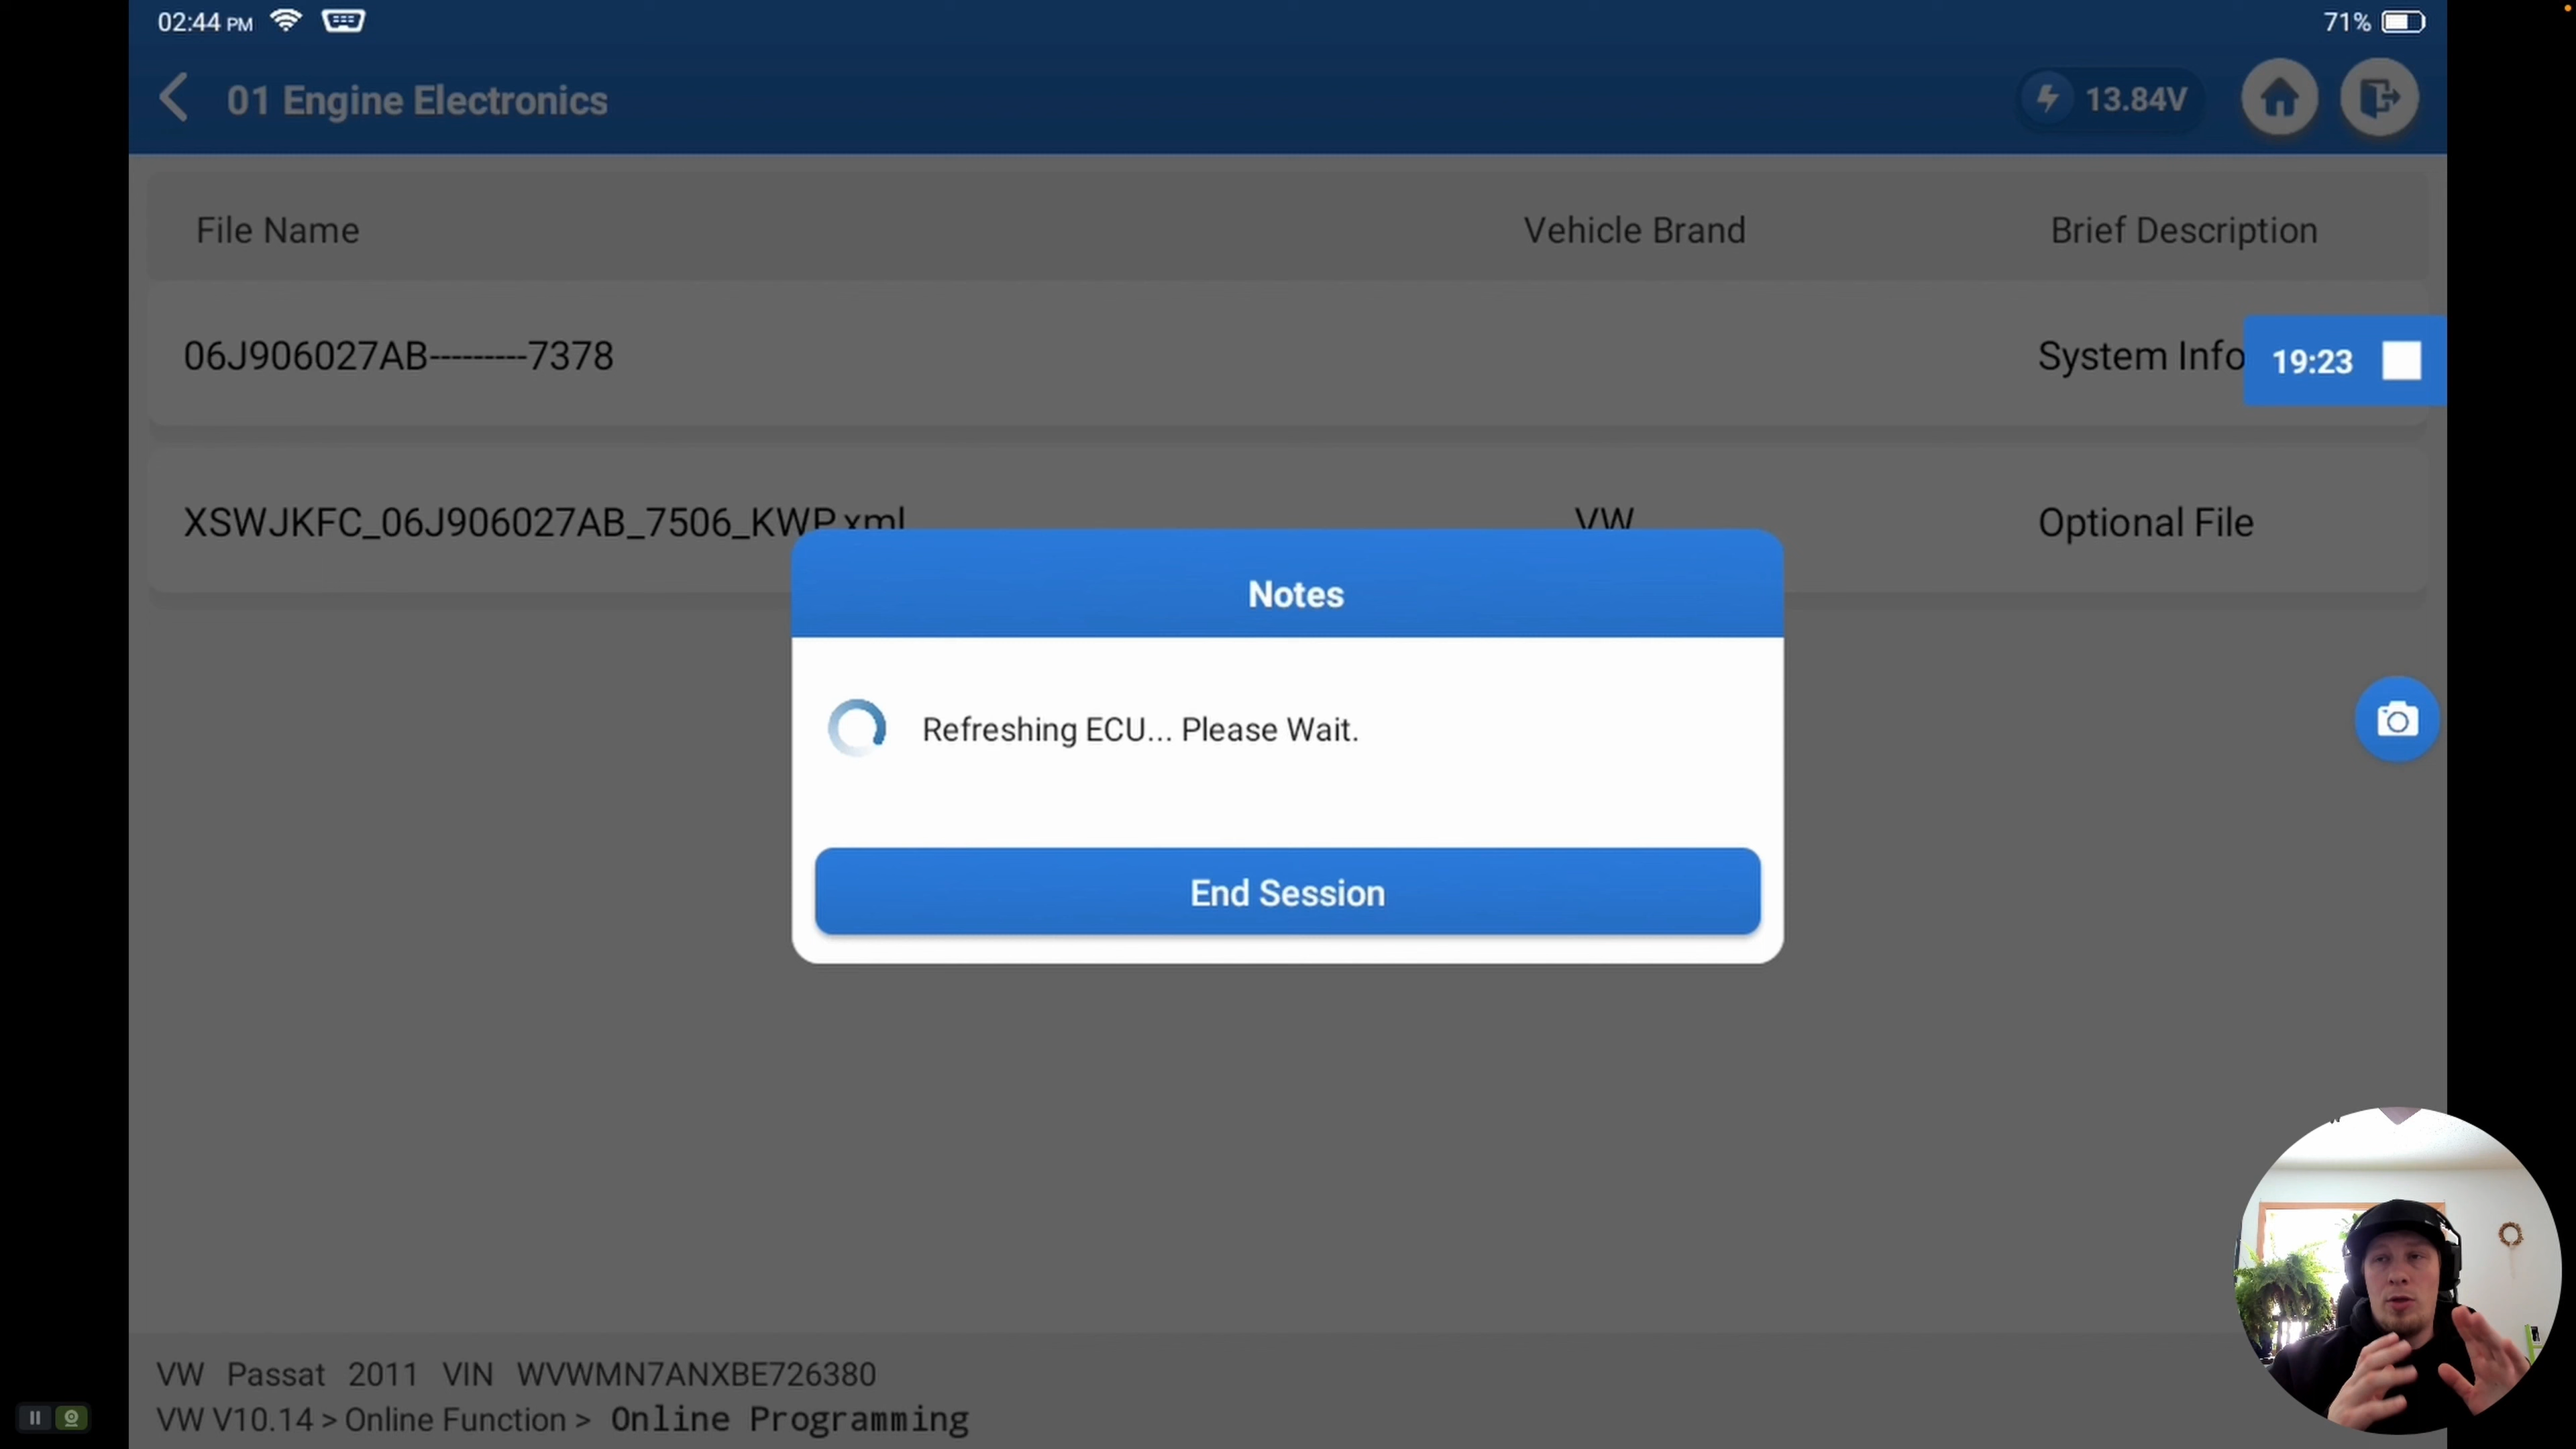 02:44 PM
71%
01 Engine Electronics
13.84V
File Name Vehicle Brand Brief Description
06J906027AB---------7378 System Info
19:23
XSWJKFC_06J906027AB_7506_KWP.xml VW Optional File
Notes
Refreshing ECU... Please Wait.
End Session
VW Passat 2011 VIN WVWMN7ANXBE726380
VW V10.14 > Online Function > Online Programming